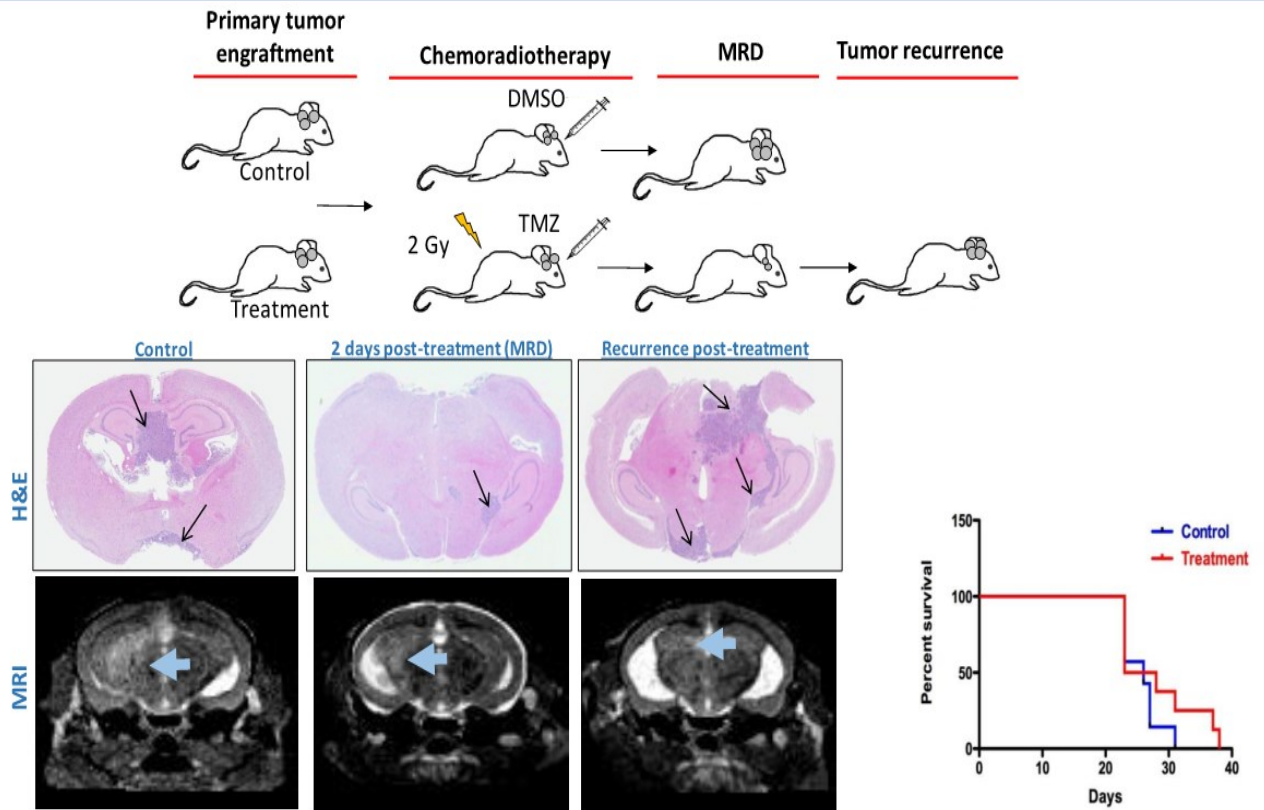 Primary tumor
engraftment
Chemoradiotherapy
MRD
Tumor recurrence
DMSO
Control
2 Gy
TMZ
Treatment
Control
2 days post-treatment (MRD)
Recurrence post-treatment
H&E
MRI
150
100
50
0
Percent survival
Control
Treatment
0 10 20 30 40
Days